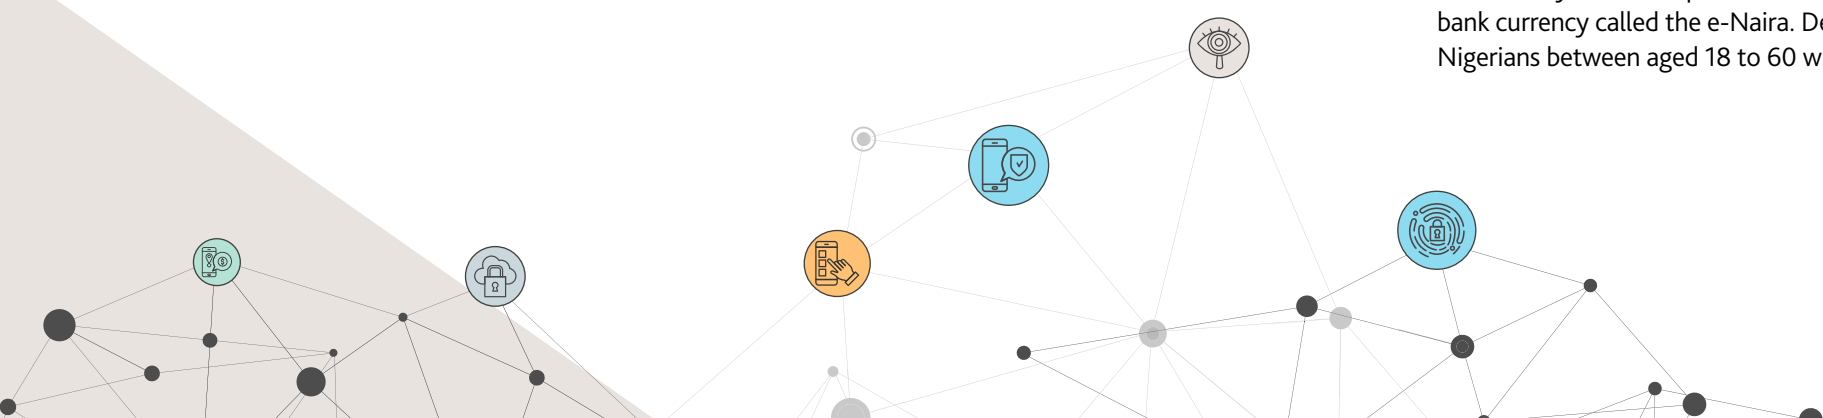 bank currency called the e-Naira.
Nigerians between aged 18 to 60